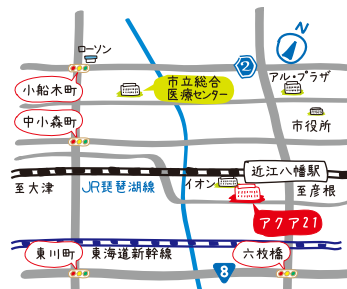 N
ローソン
2
アル・プラザ
小船木町
市立総合
医療センター
市役所
中小森町
近江八幡駅
至大津
JR琵琶湖線
イオン
至彦根
アクア21
東川町
東海道新幹線
六枚橋
8